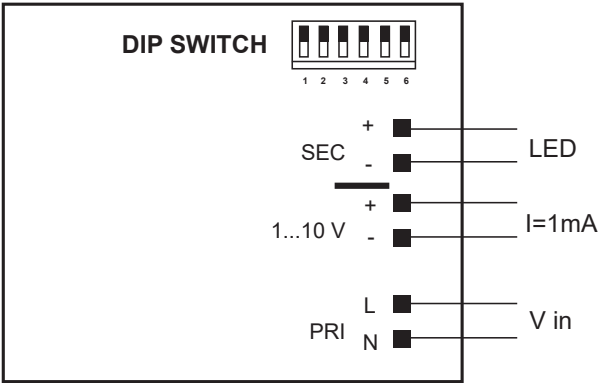 DIP SWITCH
1 2 3 4 5 6
+
SEC
LED
-
+
1...10 V
I=1mA
-
L
PRI
V in
N